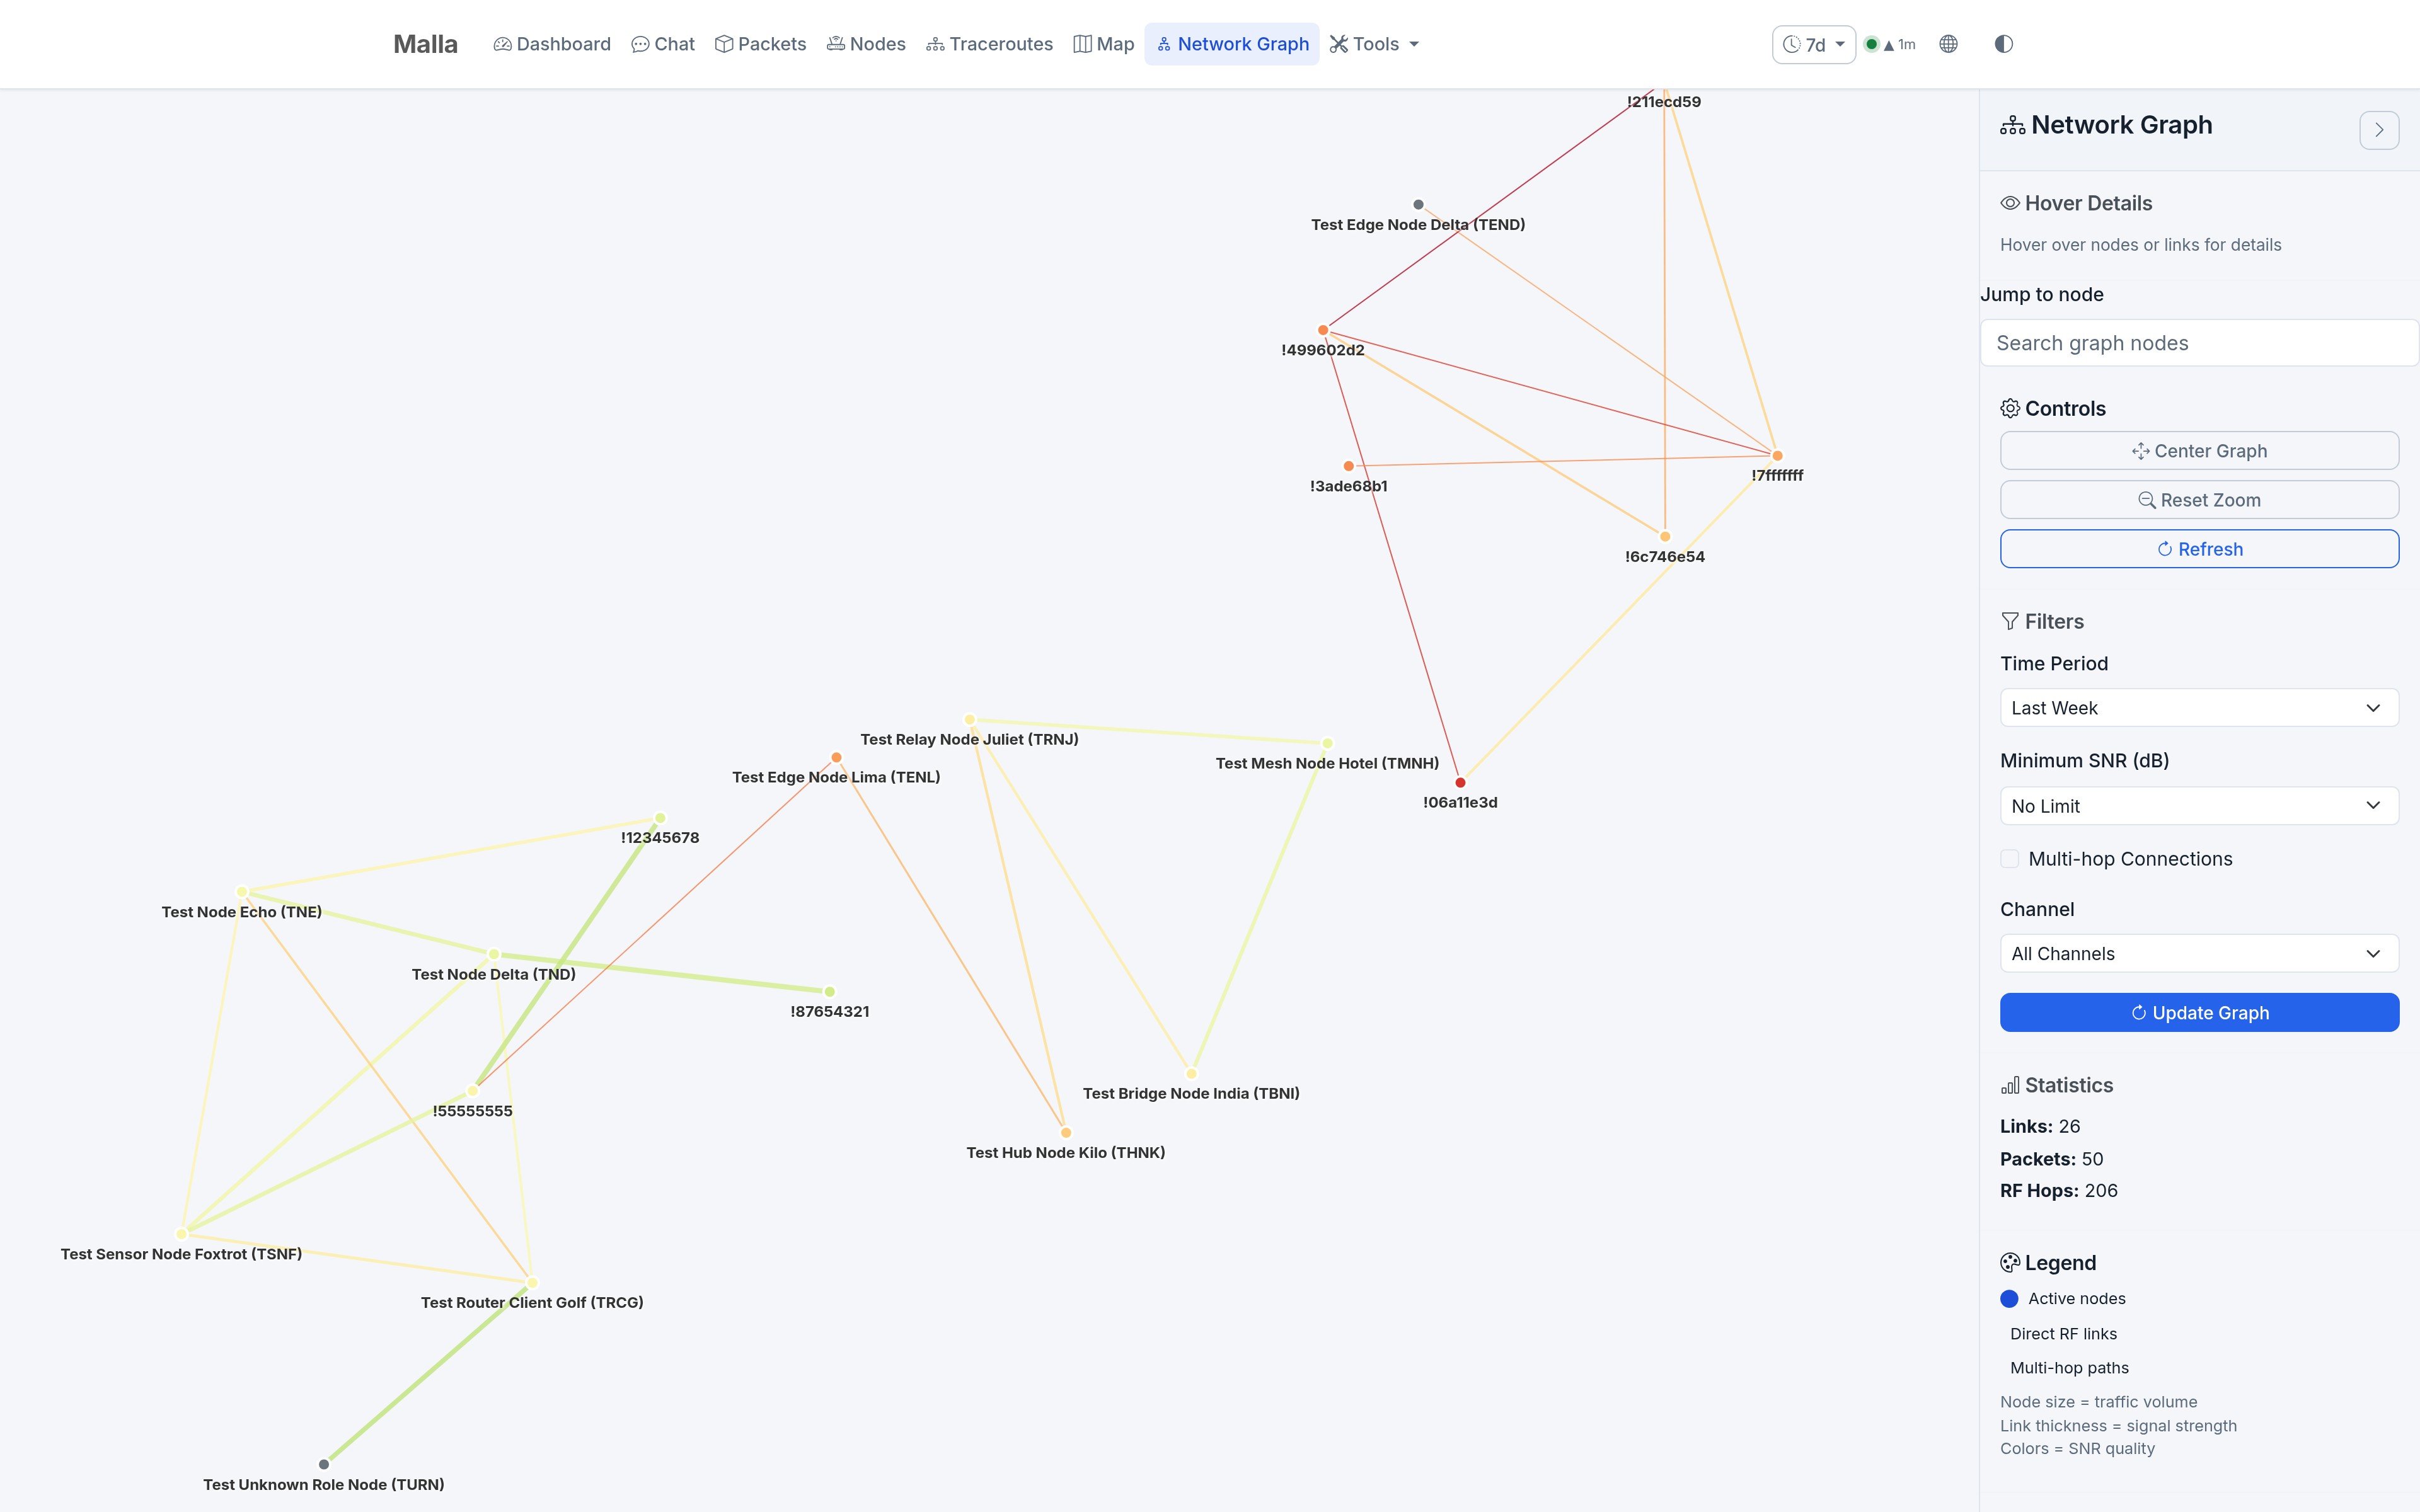 Malla
Dashboard
Chat
Packets
Nodes
Traceroutes
Map
Network Graph
Tools
7d
▲ 1m
!211ecd59
Test Edge Node Delta (TEND)
!499602d2
!3ade68b1
!7fffffff
!6c746e54
Test Relay Node Juliet (TRNJ)
Test Mesh Node Hotel (TMNH)
Test Edge Node Lima (TENL)
!06a11e3d
!12345678
Test Node Echo (TNE)
Test Node Delta (TND)
!87654321
Test Bridge Node India (TBNI)
!55555555
Test Hub Node Kilo (THNK)
Test Sensor Node Foxtrot (TSNF)
Test Router Client Golf (TRCG)
Test Unknown Role Node (TURN)
Network Graph
Hover Details
Hover over nodes or links for details
Jump to node
Search graph nodes
Controls
Center Graph
Reset Zoom
Refresh
Filters
Time Period
Last Week
Minimum SNR (dB)
No Limit
Multi-hop Connections
Channel
All Channels
Update Graph
Statistics
Links: 26
Packets: 50
RF Hops: 206
Legend
Active nodes
Direct RF links
Multi-hop paths
Node size = traffic volume
Link thickness = signal strength
Colors = SNR quality